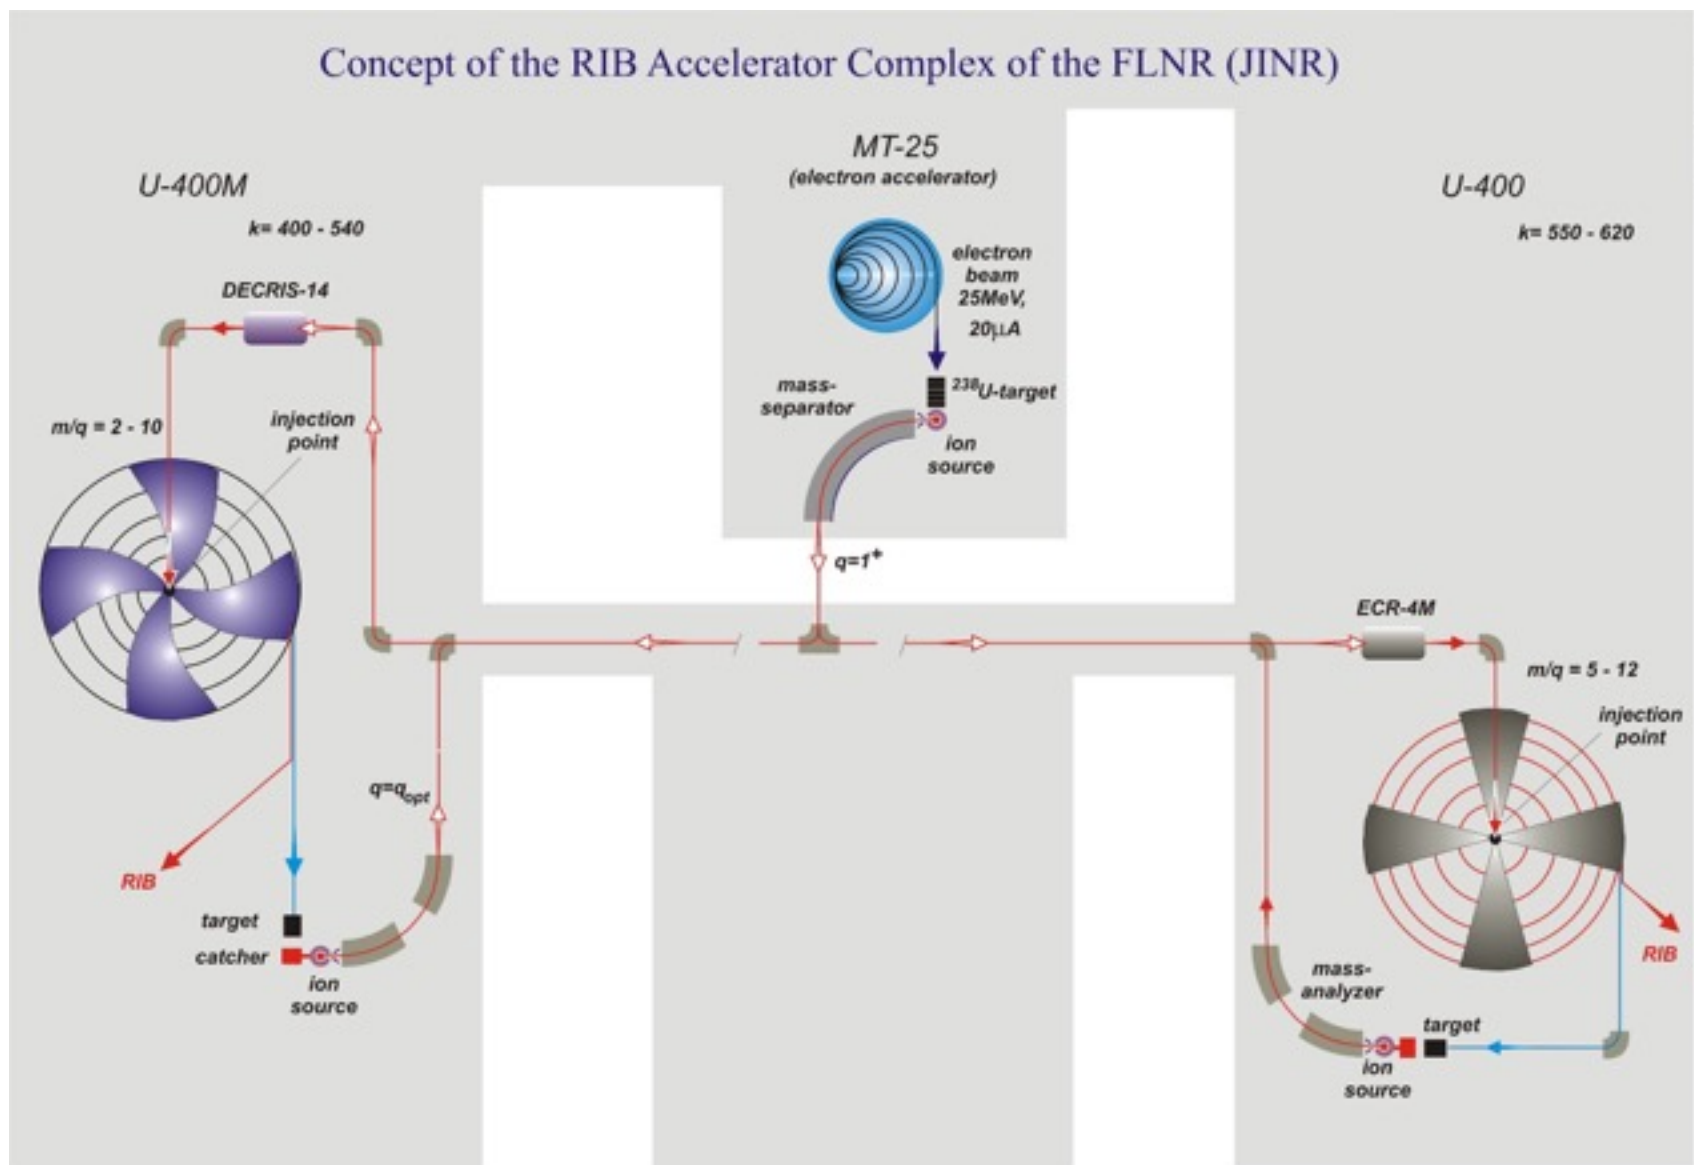 Concept of the RIB Accelerator Complex of the FLNR (JINR)
MT-25
(electron accelerator)
U-400M
k= 400 - 540
U-400
k= 550 - 620
DECRIS-14
electron
beam
25MeV,
20µA
mass-
separator
²³⁸U-target
ion
source
m/q = 2 - 10
injection
point
q=1⁺
ECR-4M
m/q = 5 - 12
injection
point
q=qopt
RIB
target
catcher
ion
source
RIB
mass-
analyzer
target
ion
source